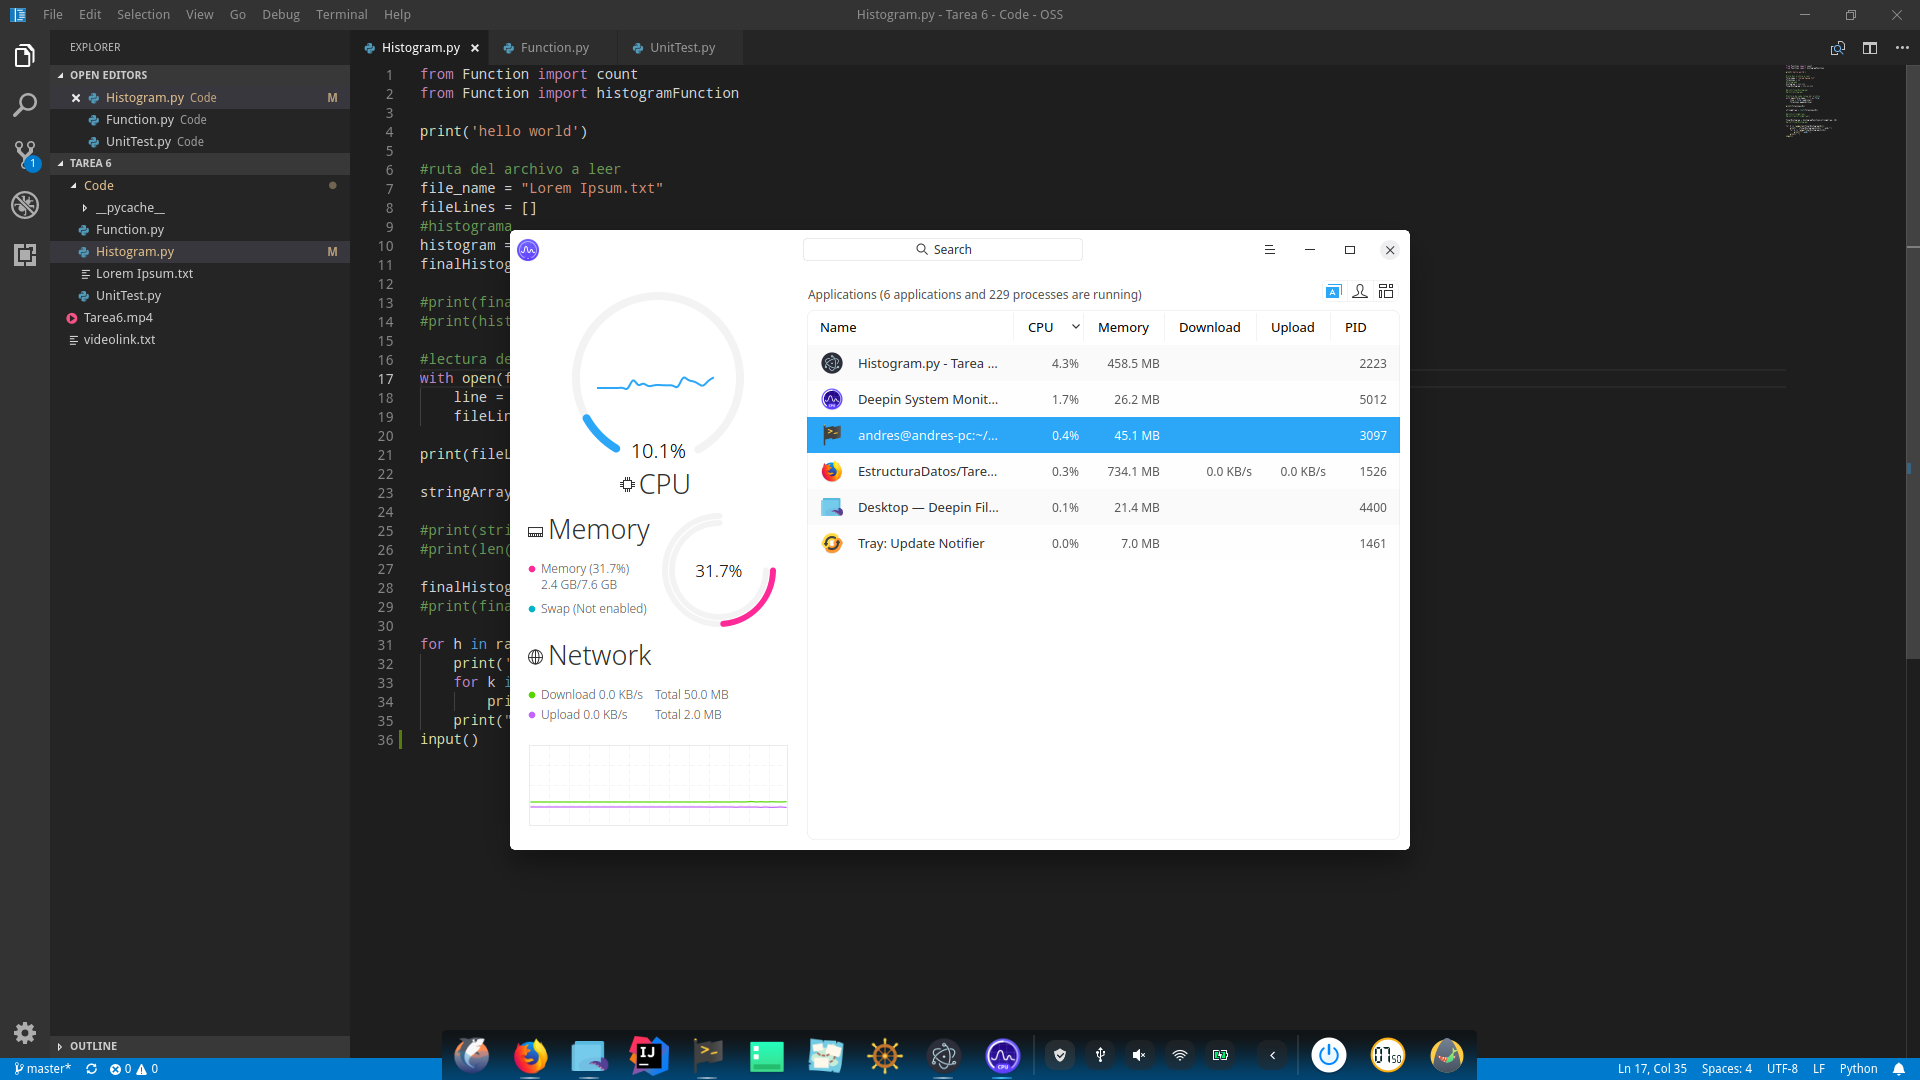 File Edit Selection View Go Debug Terminal Help
Histogram.py - Tarea 6 - Code - OSS
EXPLORER
OPEN EDITORS
Histogram.py Code M
Function.py Code
UnitTest.py Code
TAREA 6
Code
__pycache__
Function.py
Histogram.py M
Lorem Ipsum.txt
UnitTest.py
Tarea6.mp4
videolink.txt
OUTLINE
1
Histogram.py
Function.py
UnitTest.py
1 from Function import count
2 from Function import histogramFunction
3
4 print('hello world')
5
6 #ruta del archivo a leer
7 file_name = "Lorem Ipsum.txt"
8 fileLines = []
9 #histograma
10 histogram =
11 finalHistog
12
13 #print(fina
14 #print(hist
15
16 #lectura de
17 with open(f
18 line =
19 fileLin
20
21 print(fileL
22
23 stringArray
24
25 #print(stri
26 #print(len(
27
28 finalHistog
29 #print(fina
30
31 for h in ra
32 print('
33 for k i
34 pri
35 print("
36 input()
Search
10.1%
CPU
Memory
Memory (31.7%)
2.4 GB/7.6 GB
Swap (Not enabled)
31.7%
Network
Download 0.0 KB/s Total 50.0 MB
Upload 0.0 KB/s Total 2.0 MB
Applications (6 applications and 229 processes are running)
A
Name CPU Memory Download Upload PID
Histogram.py - Tarea ... 4.3% 458.5 MB 2223
Deepin System Monit... 1.7% 26.2 MB 5012
andres@andres-pc:~/... 0.4% 45.1 MB 3097
EstructuraDatos/Tare... 0.3% 734.1 MB 0.0 KB/s 0.0 KB/s 1526
Desktop — Deepin Fil... 0.1% 21.4 MB 4400
Tray: Update Notifier 0.0% 7.0 MB 1461
IJ
CPU
07 50
master* 0 0
Ln 17, Col 35 Spaces: 4 UTF-8 LF Python